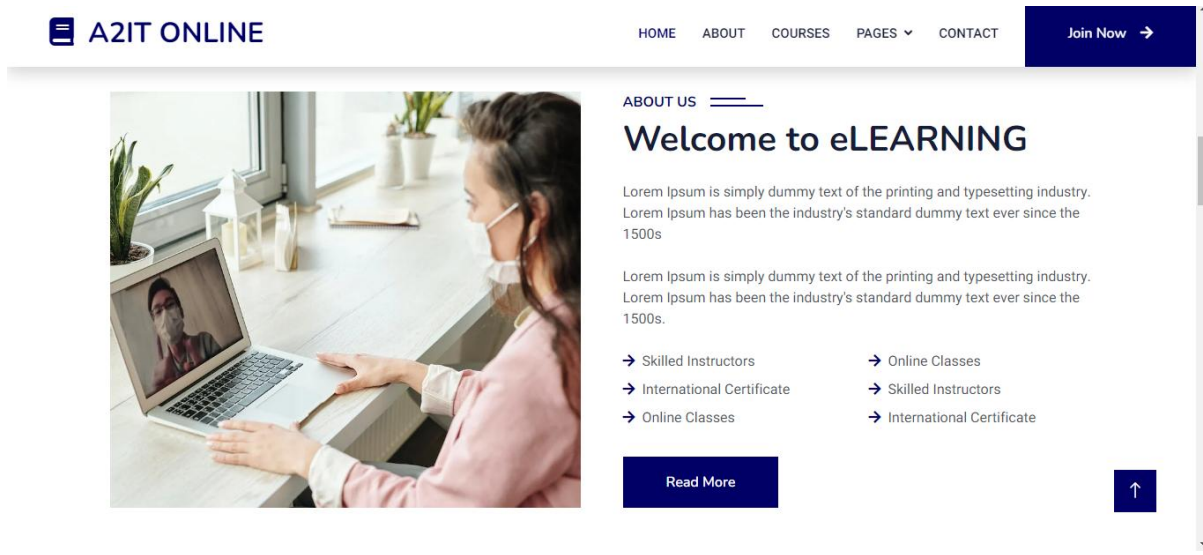 A2IT ONLINE
HOME ABOUT COURSES PAGES CONTACT Join Now
ABOUT US
Welcome to eLEARNING
Lorem Ipsum is simply dummy text of the printing and typesetting industry.
Lorem Ipsum has been the industry's standard dummy text ever since the
1500s
Lorem Ipsum is simply dummy text of the printing and typesetting industry.
Lorem Ipsum has been the industry's standard dummy text ever since the
1500s.
Skilled Instructors Online Classes
International Certificate Skilled Instructors
Online Classes International Certificate
Read More